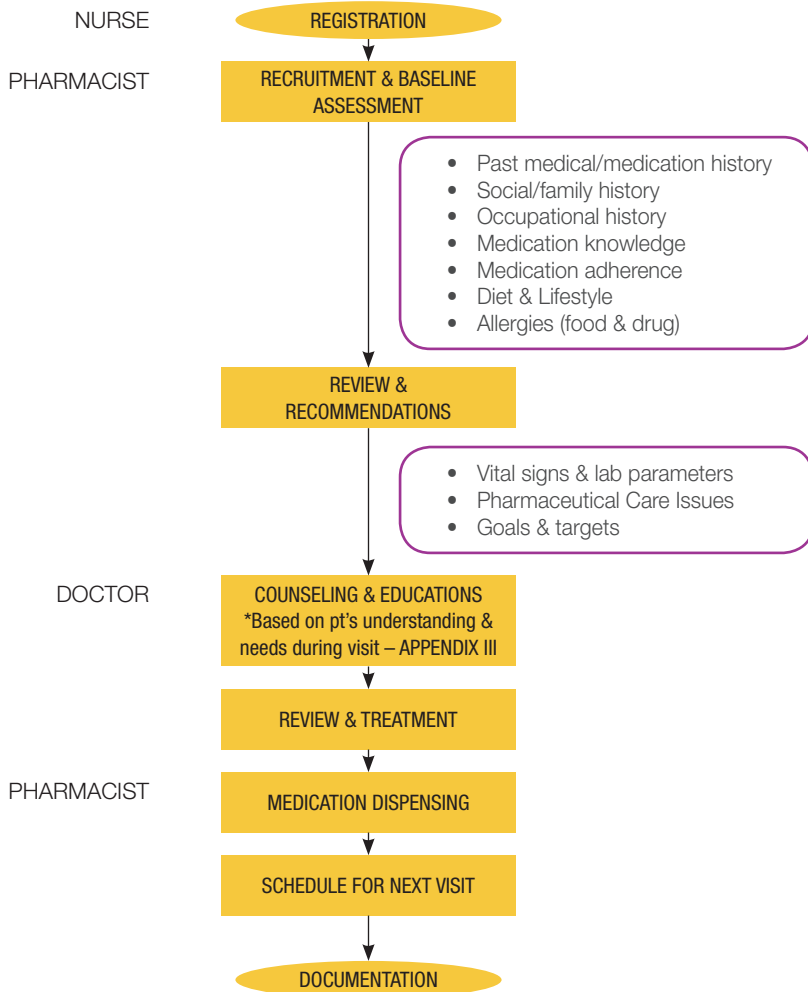 NURSE
REGISTRATION
PHARMACIST
RECRUITMENT & BASELINE
ASSESSMENT
• Past medical/medication history
• Social/family history
• Occupational history
• Medication knowledge
• Medication adherence
• Diet & Lifestyle
• Allergies (food & drug)
REVIEW &
RECOMMENDATIONS
• Vital signs & lab parameters
• Pharmaceutical Care Issues
• Goals & targets
DOCTOR
COUNSELING & EDUCATIONS
*Based on pt's understanding &
needs during visit – APPENDIX III
REVIEW & TREATMENT
PHARMACIST
MEDICATION DISPENSING
SCHEDULE FOR NEXT VISIT
DOCUMENTATION